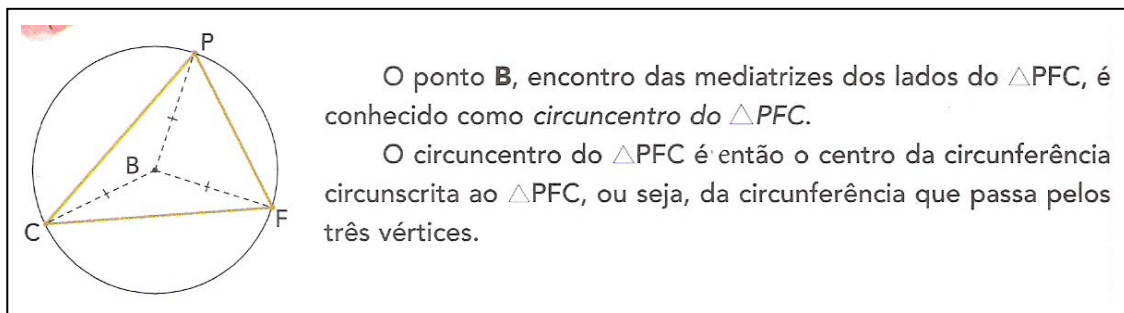 P
B
C
F
O ponto B, encontro das mediatrizes dos lados do △PFC, é
conhecido como circuncentro do △PFC.
O circuncentro do △PFC é então o centro da circunferência
circunscrita ao △PFC, ou seja, da circunferência que passa pelos
três vértices.